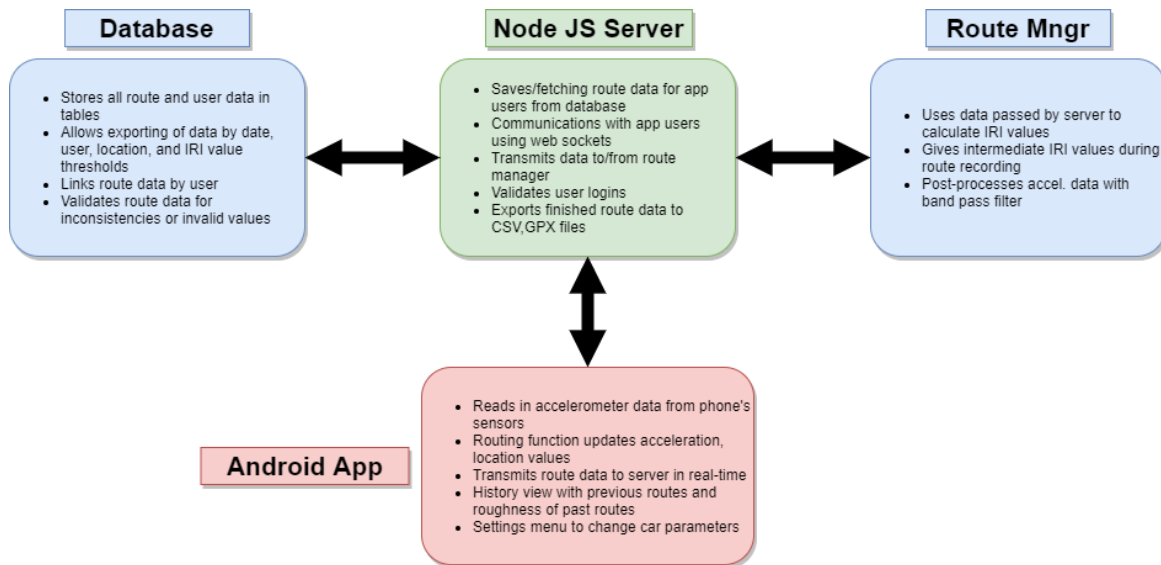 Database
Node JS Server
Route Mngr
• Stores all route and user data in
tables
• Allows exporting of data by date,
user, location, and IRI value
thresholds
• Links route data by user
• Validates route data for
inconsistencies or invalid values
• Saves/fetching route data for app
users from database
• Communications with app users
using web sockets
• Transmits data to/from route
manager
• Validates user logins
• Exports finished route data to
CSV,GPX files
• Uses data passed by server to
calculate IRI values
• Gives intermediate IRI values during
route recording
• Post-processes accel. data with
band pass filter
Android App
• Reads in accelerometer data from phone's
sensors
• Routing function updates acceleration,
location values
• Transmits route data to server in real-time
• History view with previous routes and
roughness of past routes
• Settings menu to change car parameters